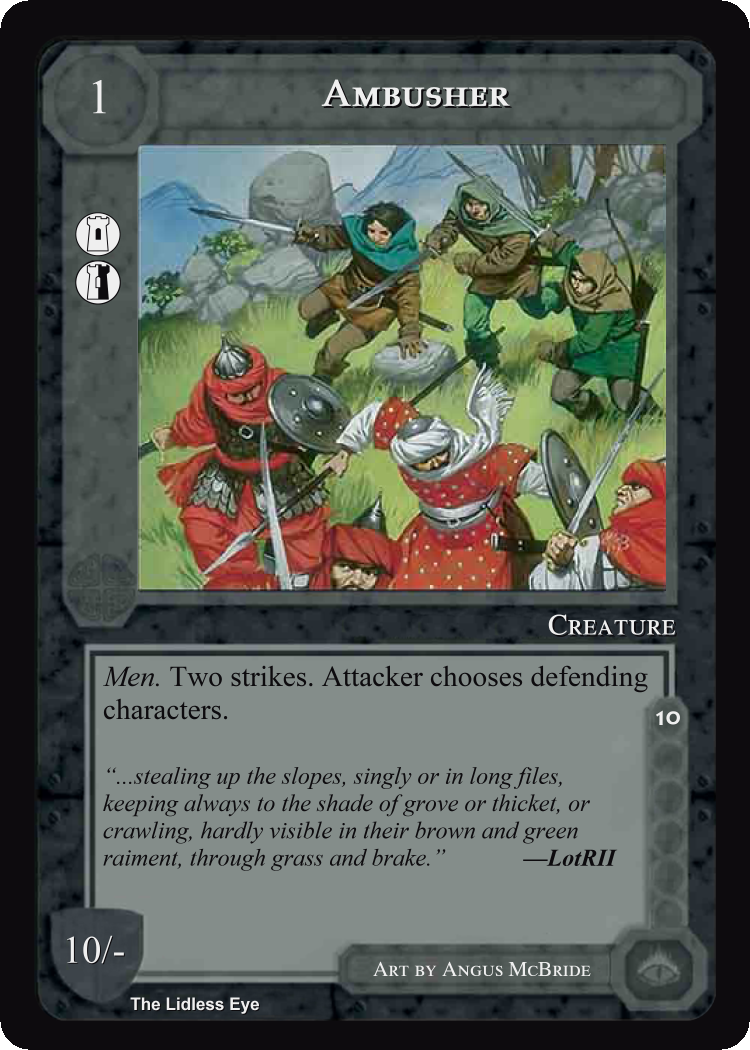 1
AMBUSHER
CREATURE
Men. Two strikes. Attacker chooses defending
characters.
10
“...stealing up the slopes, singly or in long files,
keeping always to the shade of grove or thicket, or
crawling, hardly visible in their brown and green
raiment, through grass and brake.” —LotRII
10/-
ART BY ANGUS MCBRIDE
The Lidless Eye